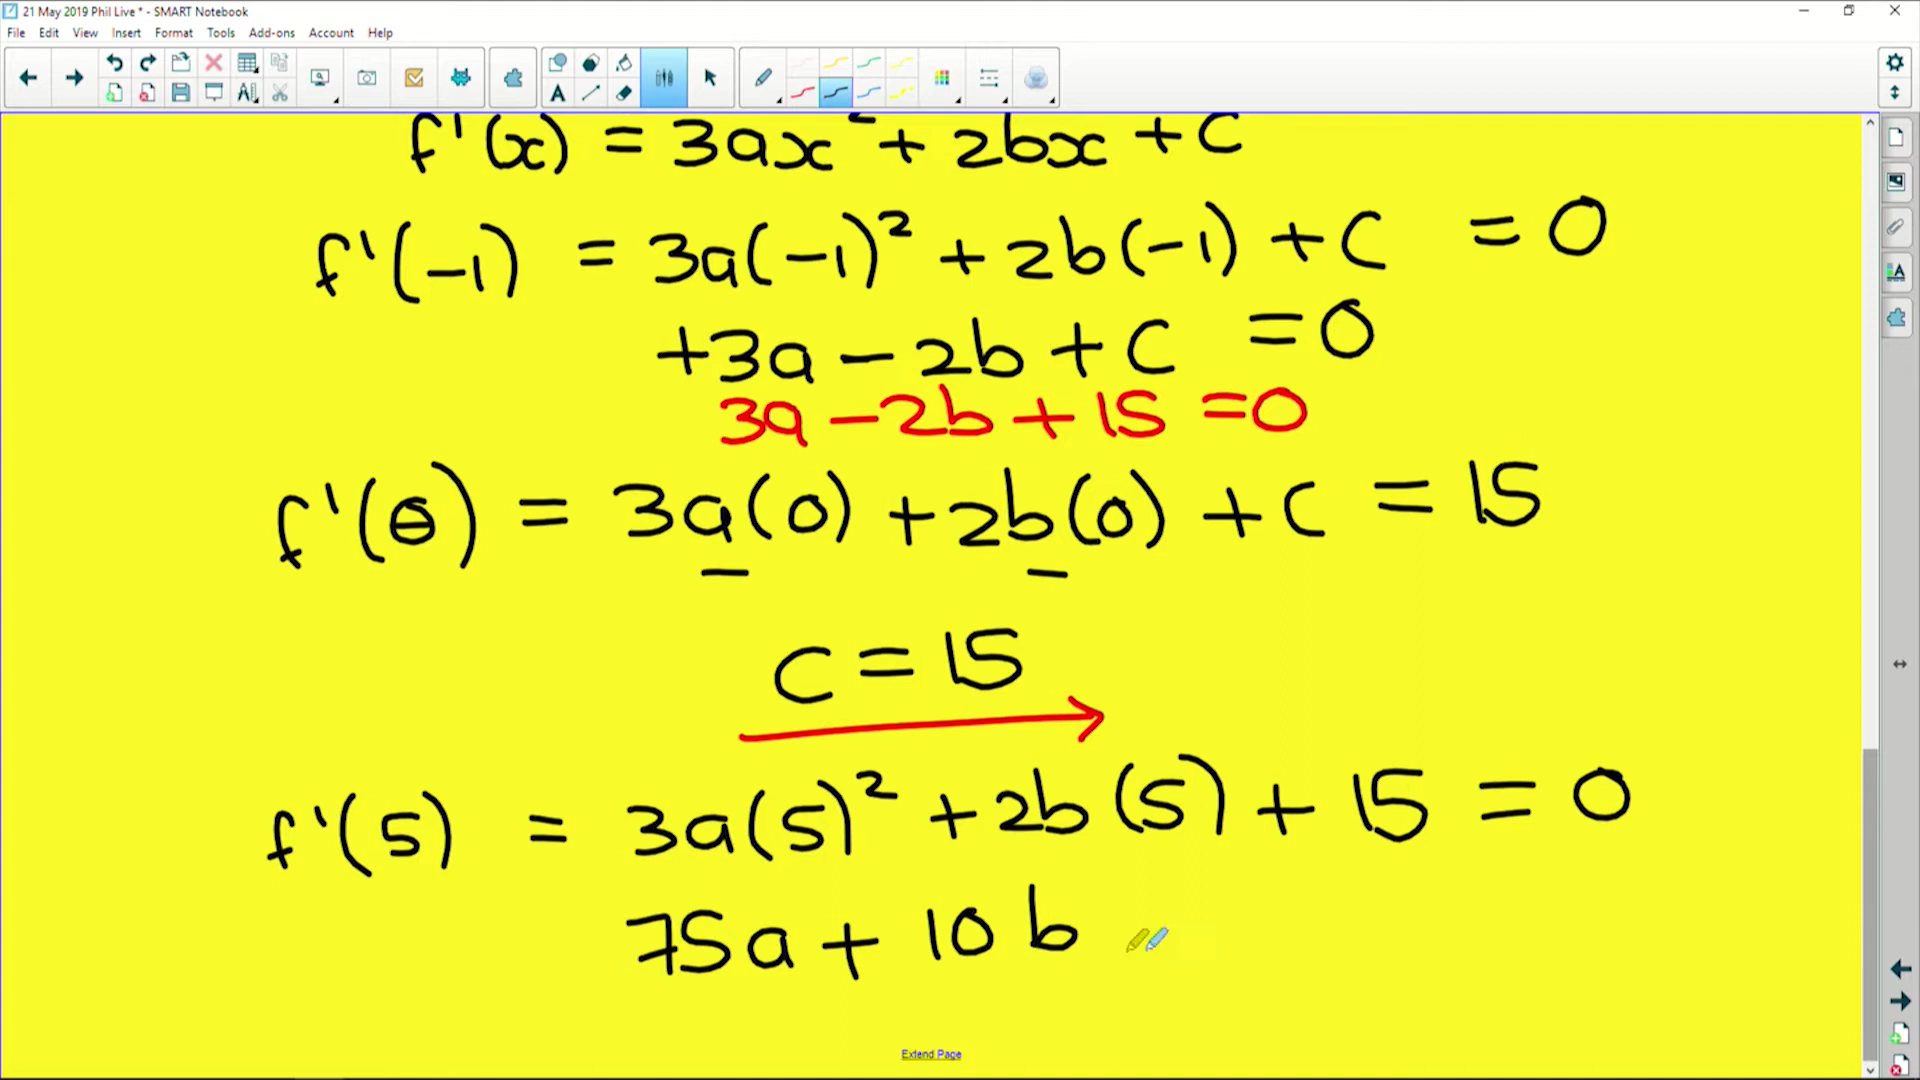 21 May 2019 Phil Live * - SMART Notebook
File Edit View Insert Format Tools Add-ons Account Help
f'(x) = 3ax² + 2bx + C
f'(-1) = 3a(-1)² + 2b(-1) + C = 0
+3a - 2b + C = 0
3a - 2b + 15 = 0
f'(0) = 3a(0) + 2b(0) + C = 15
C = 15
f'(5) = 3a(5)² + 2b(5) + 15 = 0
75a + 10b
Extend Page